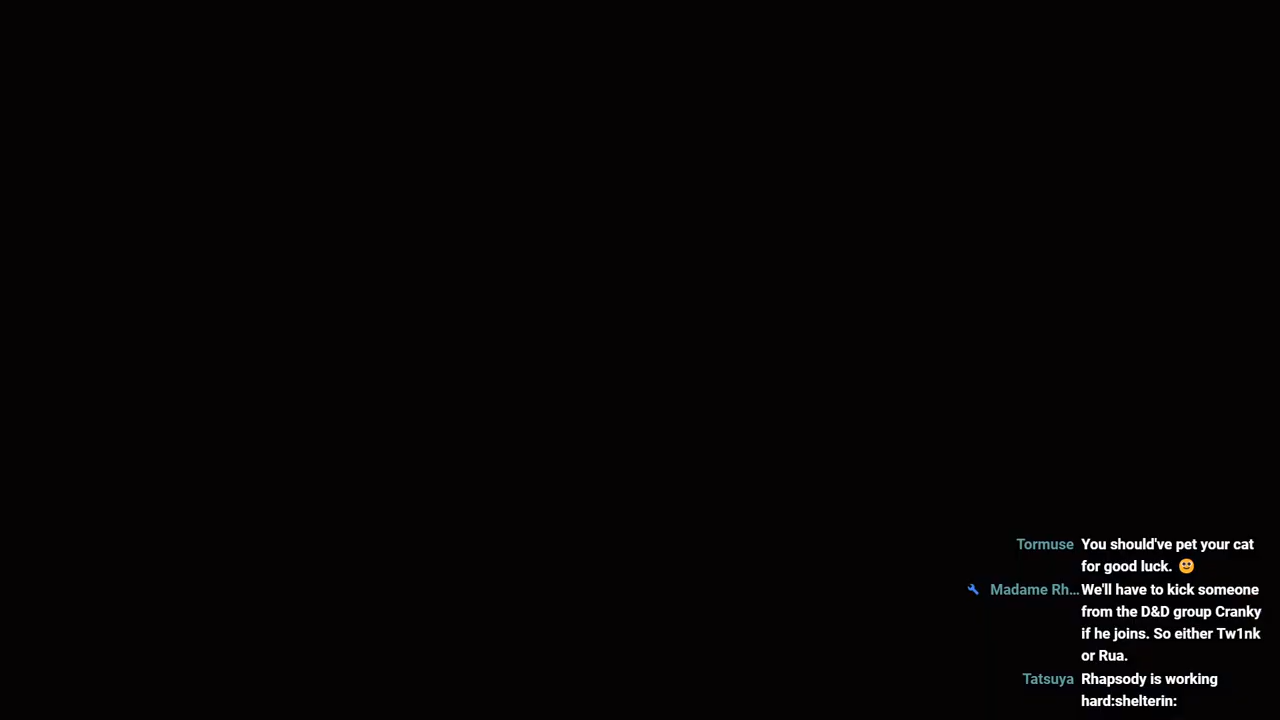 Tormuse You should've pet your cat
for good luck. 🙂
Madame Rh... We'll have to kick someone
from the D&D group Cranky
if he joins. So either Tw1nk
or Rua.
Tatsuya Rhapsody is working
hard:shelterin: